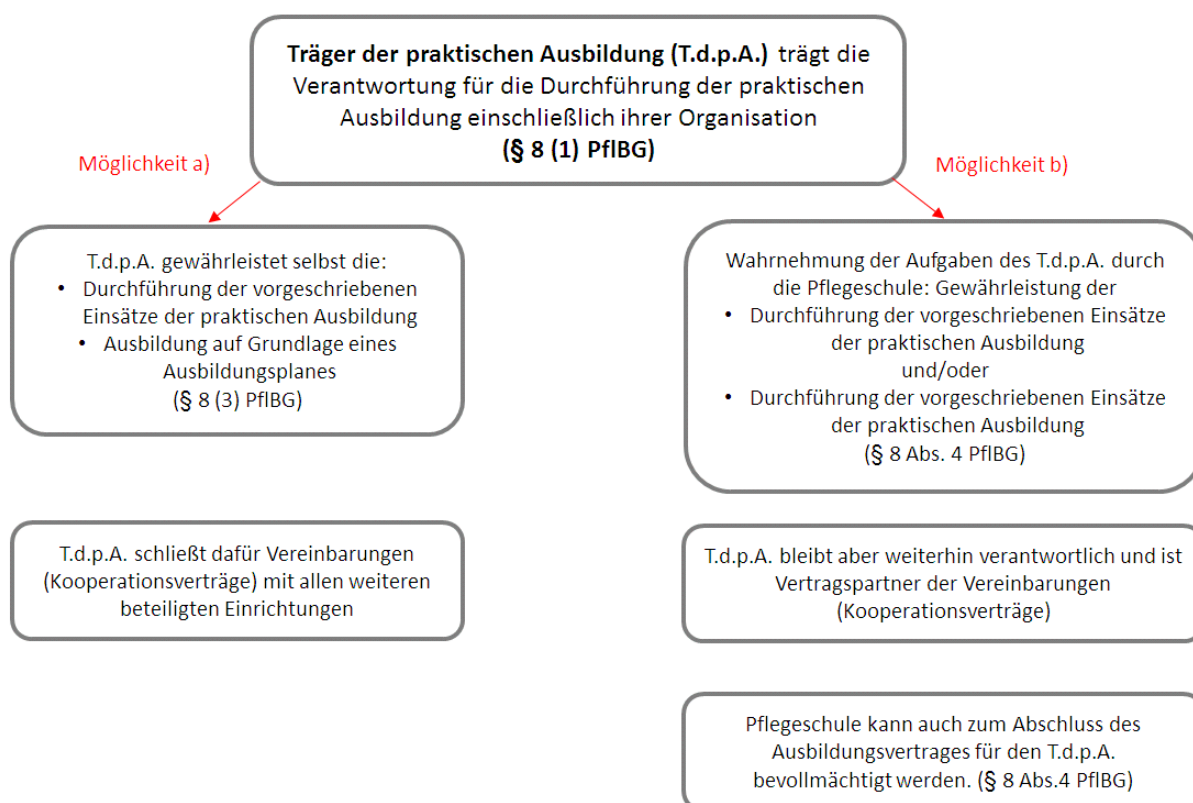 Träger der praktischen Ausbildung (T.d.p.A.) trägt die
Verantwortung für die Durchführung der praktischen
Ausbildung einschließlich ihrer Organisation
(§ 8 (1) PflBG)
Möglichkeit a)
Möglichkeit b)
T.d.p.A. gewährleistet selbst die:
• Durchführung der vorgeschriebenen
Einsätze der praktischen Ausbildung
• Ausbildung auf Grundlage eines
Ausbildungsplanes
(§ 8 (3) PflBG)
Wahrnehmung der Aufgaben des T.d.p.A. durch
die Pflegeschule: Gewährleistung der
• Durchführung der vorgeschriebenen Einsätze
der praktischen Ausbildung
und/oder
• Durchführung der vorgeschriebenen Einsätze
der praktischen Ausbildung
(§ 8 Abs. 4 PflBG)
T.d.p.A. schließt dafür Vereinbarungen
(Kooperationsverträge) mit allen weiteren
beteiligten Einrichtungen
T.d.p.A. bleibt aber weiterhin verantwortlich und ist
Vertragspartner der Vereinbarungen
(Kooperationsverträge)
Pflegeschule kann auch zum Abschluss des
Ausbildungsvertrages für den T.d.p.A.
bevollmächtigt werden. (§ 8 Abs.4 PflBG)